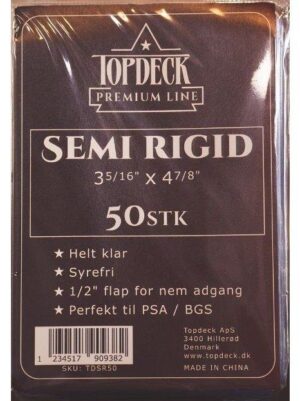 TOPDECK
PREMIUM LINE
SEMI RIGID
3 5/16" x 4 7/8"
50STK
★ Helt klar
★ Syrefri
★ 1/2" flap for nem adgang
★ Perfekt til PSA / BGS
1 234517 909382
SKU: TDSR50
Topdeck ApS
3400 Hillerød
Denmark
www.topdeck.dk
MADE IN CHINA